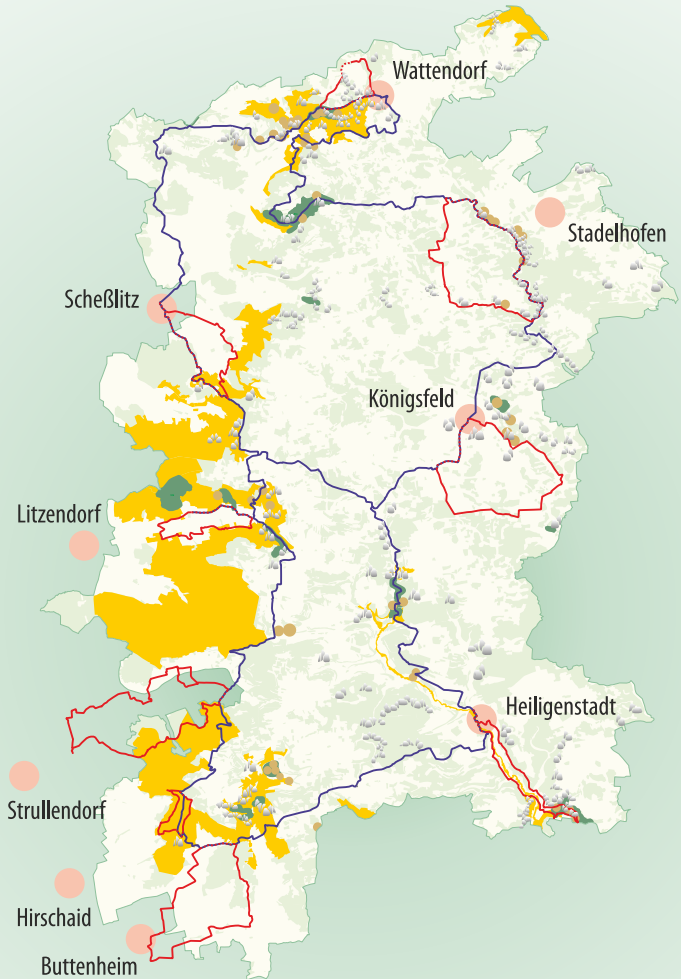 Wattendorf
Stadelhofen
Scheßlitz
Königsfeld
Litzendorf
Heiligenstadt
Strullendorf
Hirschaid
Buttenheim